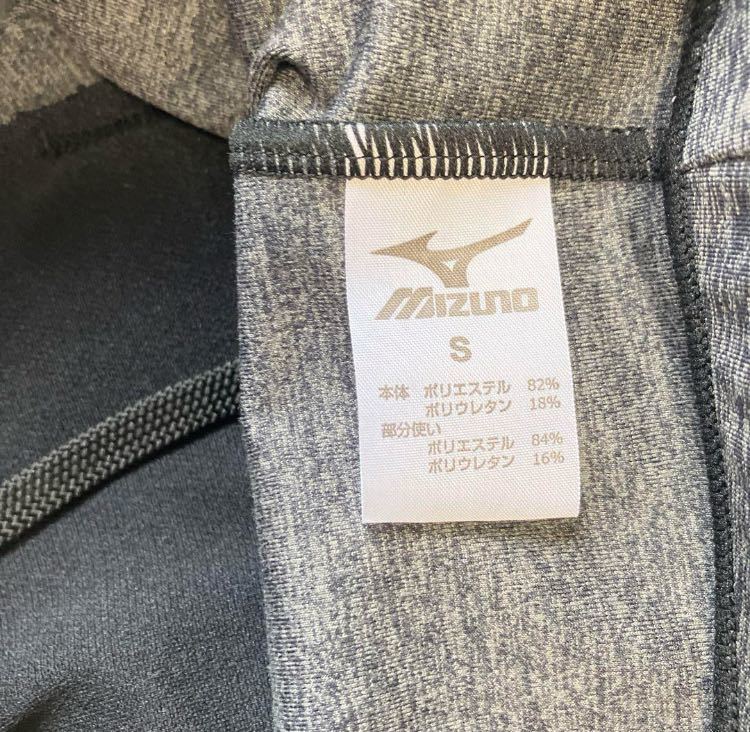 MIZUNO
S
本体 ポリエステル 82%
ポリウレタン 18%
部分使い
ポリエステル 84%
ポリウレタン 16%